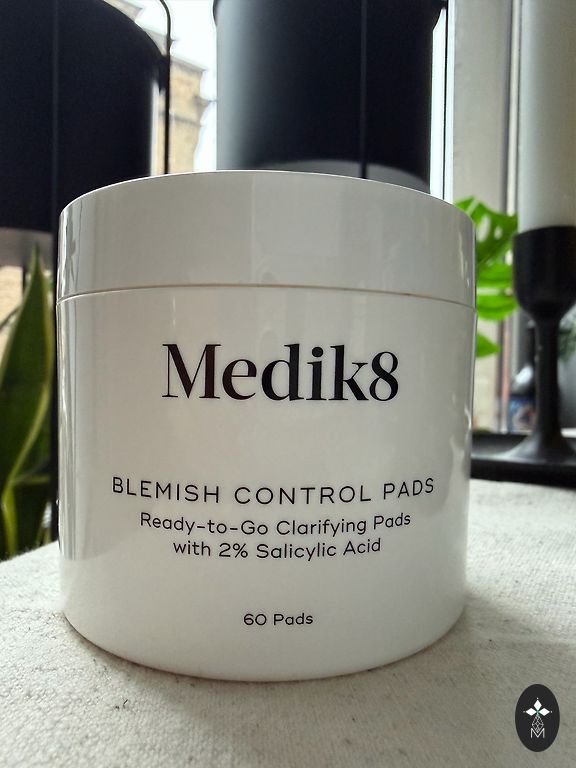 Medik8
BLEMISH CONTROL PADS
Ready-to-Go Clarifying Pads
with 2% Salicylic Acid
60 Pads
M